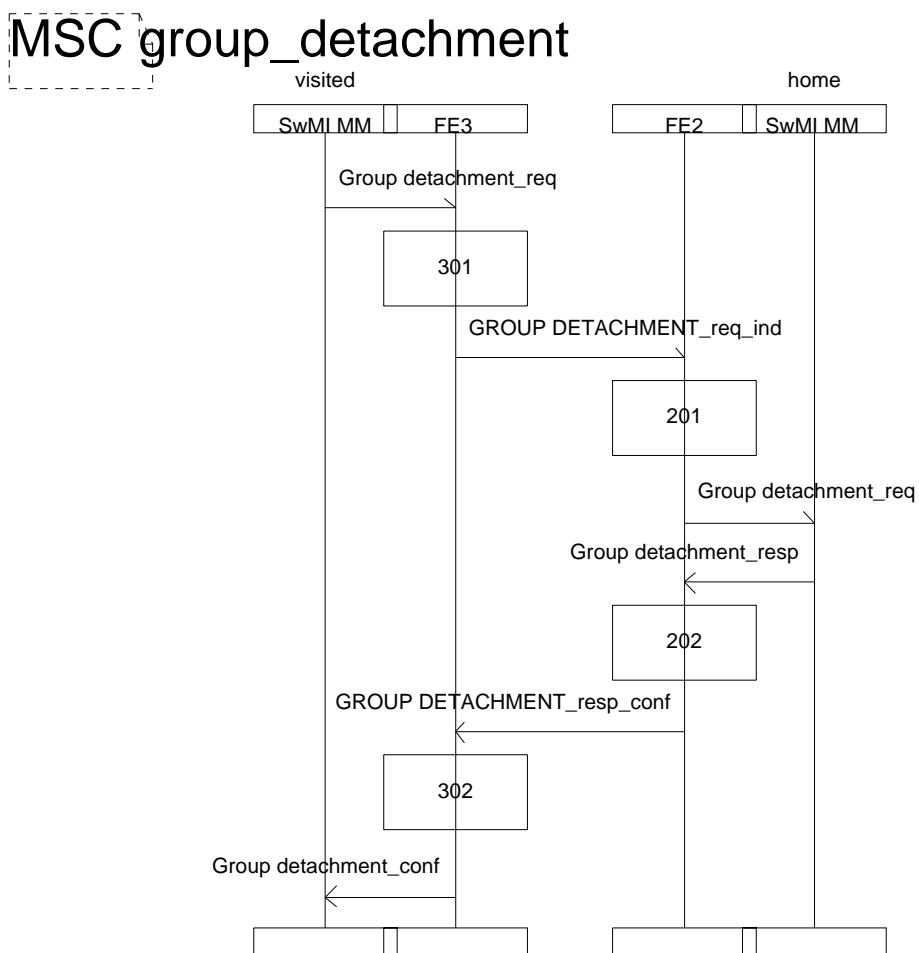 MSC group_detachment
visited
home
SwMI MM
FE3
FE2
SwMI MM
Group detachment_req
301
GROUP DETACHMENT_req_ind
201
Group detachment_req
Group detachment_resp
202
GROUP DETACHMENT_resp_conf
302
Group detachment_conf